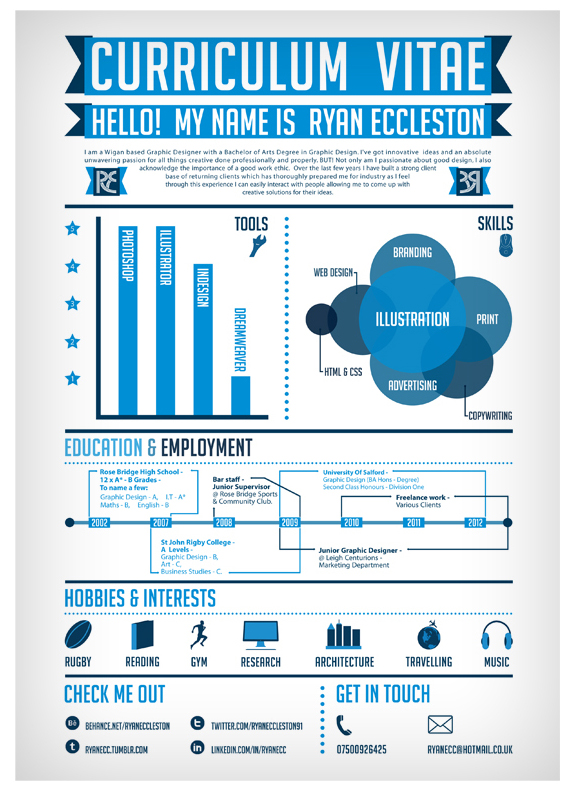 CURRICULUM VITAE
HELLO! MY NAME IS RYAN ECCLESTON
I am a Wigan based Graphic Designer with a Bachelor of Arts Degree in Graphic Design. I've got innovative ideas and an absolute
unwavering passion for all things creative done professionally and properly. BUT! Not only am I passionate about good design, I also
acknowledge the importance of a good work ethic. Over the last few years I have built a strong client
base of returning clients which has thoroughly prepared me for industry as I feel
through this experience I can easily interact with people allowing me to come up with
creative solutions for their ideas.
TOOLS
5
4
3
2
1
PHOTOSHOP
ILLUSTRATOR
INDESIGN
DREAMWEAVER
SKILLS
BRANDING
WEB DESIGN
ILLUSTRATION
PRINT
HTML & CSS
ADVERTISING
COPYWRITING
EDUCATION & EMPLOYMENT
Rose Bridge High School -
12 x A* - B Grades -
To name a few:
Graphic Design - A, I.T - A*
Maths - B, English - B
Bar staff -
Junior Supervisor
@ Rose Bridge Sports
& Community Club.
University Of Salford -
Graphic Design (BA Hons - Degree)
Second Class Honours - Division One
Freelance work -
Various Clients
2002
2007
2008
2009
2010
2011
2012
St John Rigby College -
A Levels -
Graphic Design - B,
Art - C,
Business Studies - C.
Junior Graphic Designer -
@ Leigh Centurions -
Marketing Department
HOBBIES & INTERESTS
RUGBY
READING
GYM
RESEARCH
ARCHITECTURE
TRAVELLING
MUSIC
CHECK ME OUT
Bē BEHANCE.NET/RYANECCLESTON
t TWITTER.COM/RYANECCLESTON91
t RYANECC.TUMBLR.COM
in LINKEDIN.COM/IN/RYANECC
GET IN TOUCH
07500926425
RYANECC@HOTMAIL.CO.UK